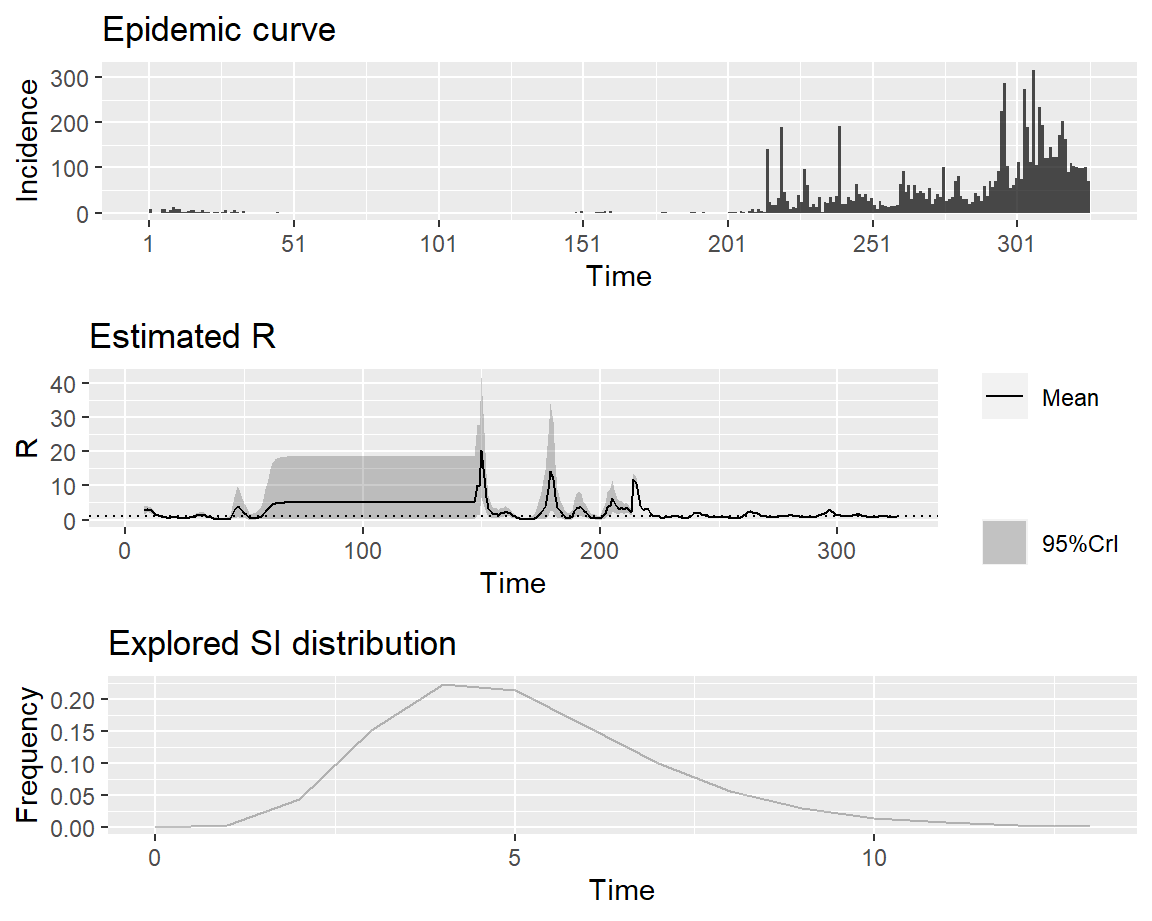 Epidemic curve
Incidence
300
200
100
0
1 51 101 151 201 251 301
Time
Estimated R
R
40
30
20
10
0
0 100 200 300
Time
Mean
95%CrI
Explored SI distribution
Frequency
0.20
0.15
0.10
0.05
0.00
0 5 10
Time